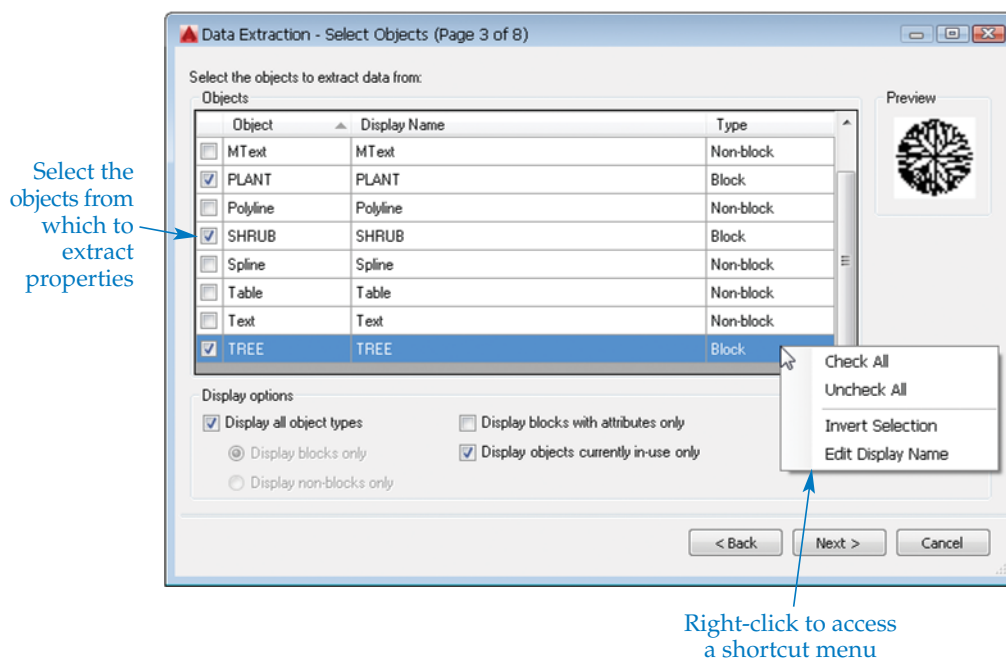 Data Extraction - Select Objects (Page 3 of 8)
Select the objects to extract data from:
Objects
Preview
Object Display Name Type
MText MText Non-block
PLANT PLANT Block
Polyline Polyline Non-block
SHRUB SHRUB Block
Spline Spline Non-block
Table Table Non-block
Text Text Non-block
TREE TREE Block
Select the
objects from
which to
extract
properties
Check All
Uncheck All
Invert Selection
Edit Display Name
Display options
Display all object types
Display blocks only
Display non-blocks only
Display blocks with attributes only
Display objects currently in-use only
< Back Next > Cancel
Right-click to access
a shortcut menu